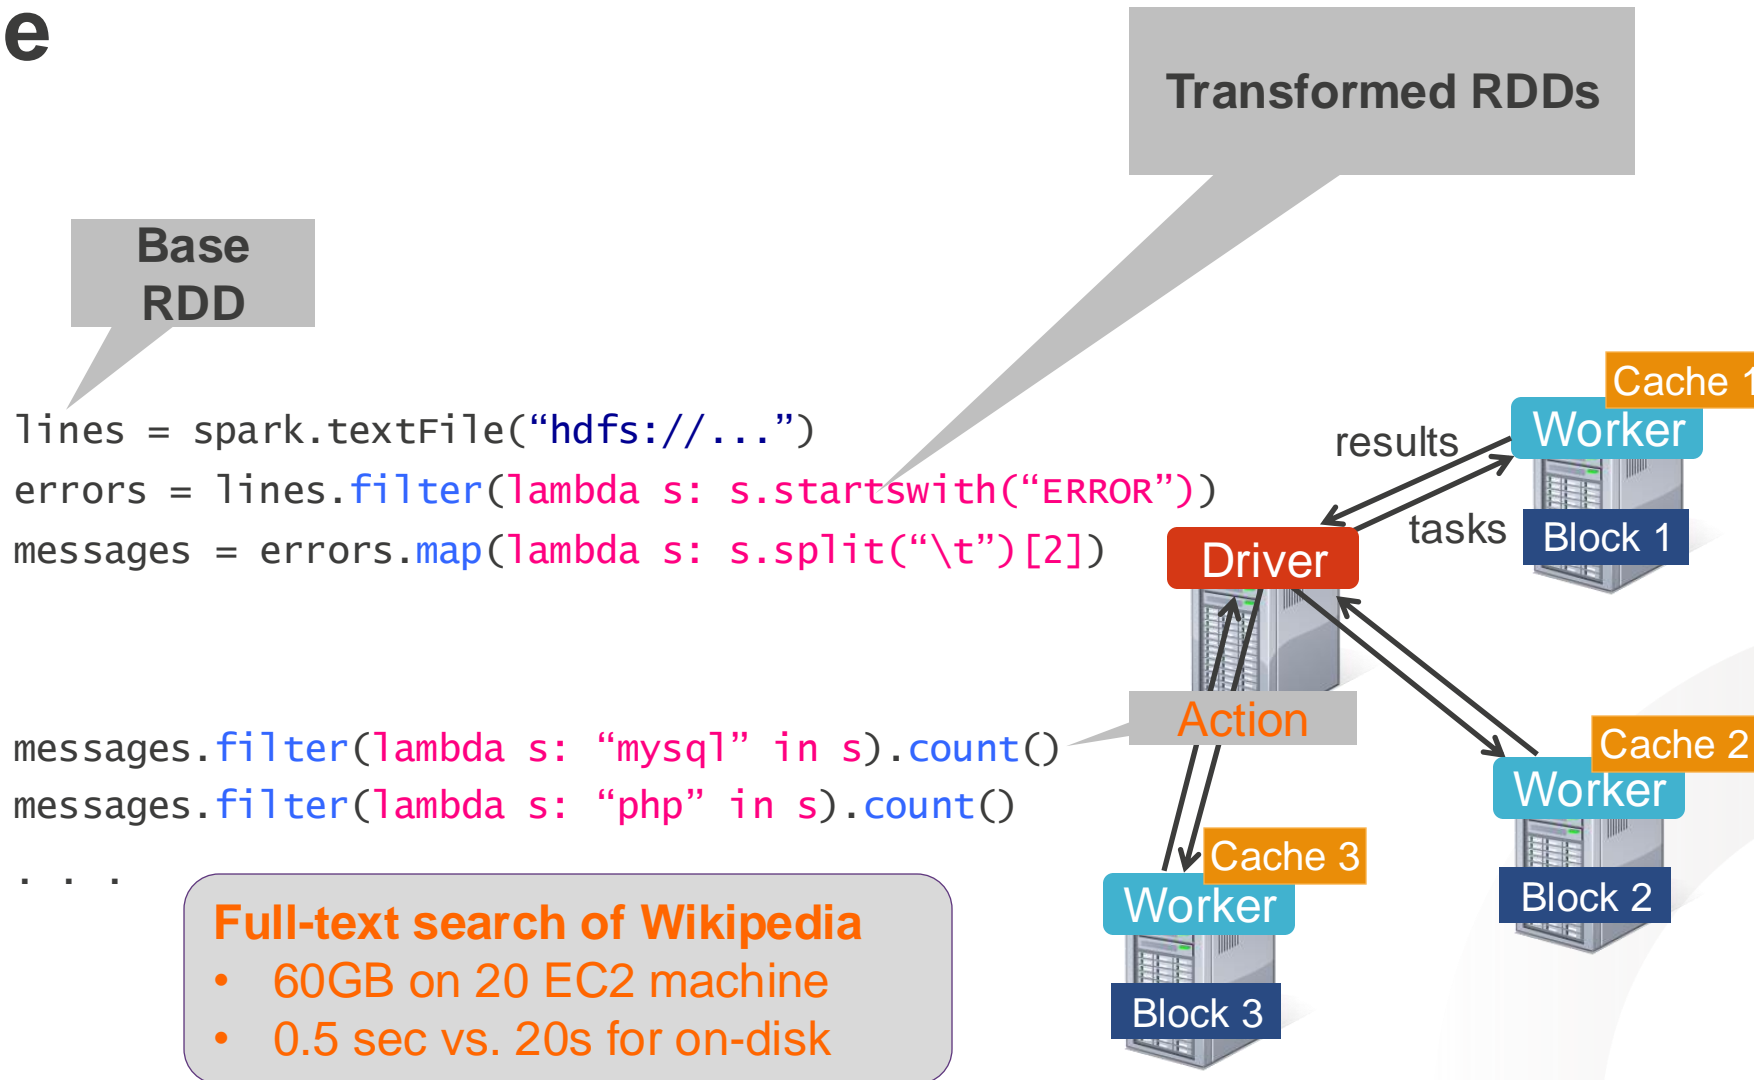 e
Transformed RDDs
Base
RDD
lines = spark.textFile(“hdfs://...”)
errors = lines.filter(lambda s: s.startswith(“ERROR”))
messages = errors.map(lambda s: s.split(“\t”)[2])
messages.filter(lambda s: “mysql” in s).count()
messages.filter(lambda s: “php” in s).count()
. . .
Action
Full-text search of Wikipedia
• 60GB on 20 EC2 machine
• 0.5 sec vs. 20s for on-disk
results
tasks
Driver
Cache 1
Worker
Block 1
Cache 2
Worker
Block 2
Cache 3
Worker
Block 3